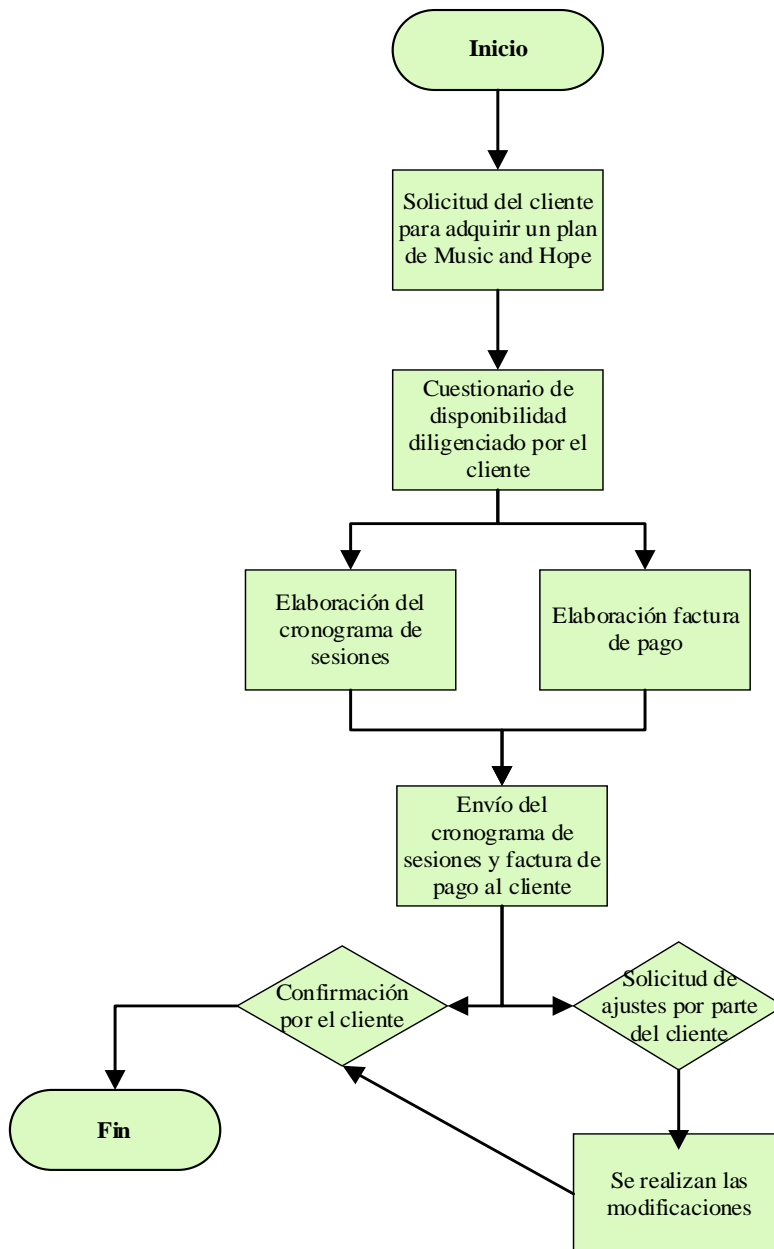 Inicio
Solicitud del cliente
para adquirir un plan
de Music and Hope
Cuestionario de
disponibilidad
diligenciado por el
cliente
Elaboración del
cronograma de
sesiones
Elaboración factura
de pago
Envío del
cronograma de
sesiones y factura de
pago al cliente
Confirmación
por el cliente
Solicitud de
ajustes por parte
del cliente
Fin
Se realizan las
modificaciones